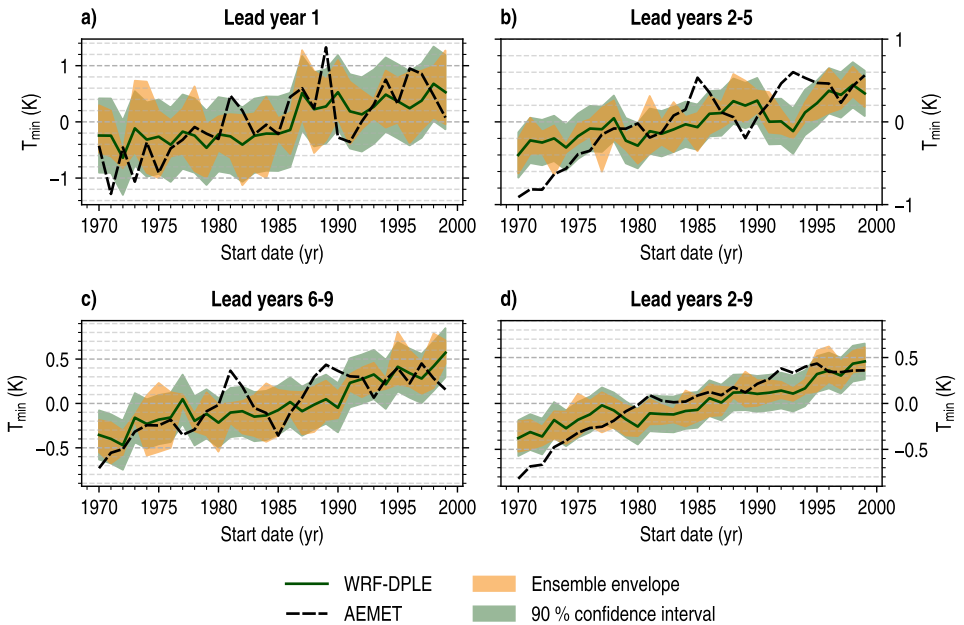 a) Lead year 1
T_min (K)
1
0
−1
1970 1975 1980 1985 1990 1995 2000
Start date (yr)
b) Lead years 2-5
1
0
−1
T_min (K)
1970 1975 1980 1985 1990 1995 2000
Start date (yr)
c) Lead years 6-9
T_min (K)
0.5
0.0
−0.5
1970 1975 1980 1985 1990 1995 2000
Start date (yr)
d) Lead years 2-9
0.5
0.0
−0.5
T_min (K)
1970 1975 1980 1985 1990 1995 2000
Start date (yr)
WRF-DPLE
AEMET
Ensemble envelope
90 % confidence interval